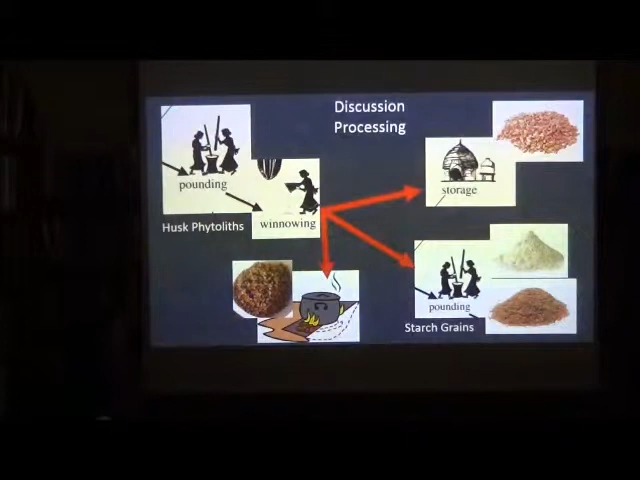 Discussion
Processing
pounding
winnowing
Husk Phytoliths
storage
pounding
Starch Grains